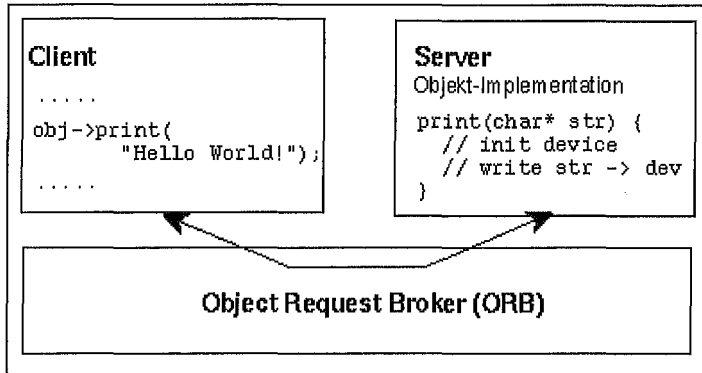 Client
.....
obj->print(
"Hello World!");
.....
Server
Objekt-Implementation
print(char* str) {
// init device
// write str -> dev
}
Object Request Broker (ORB)